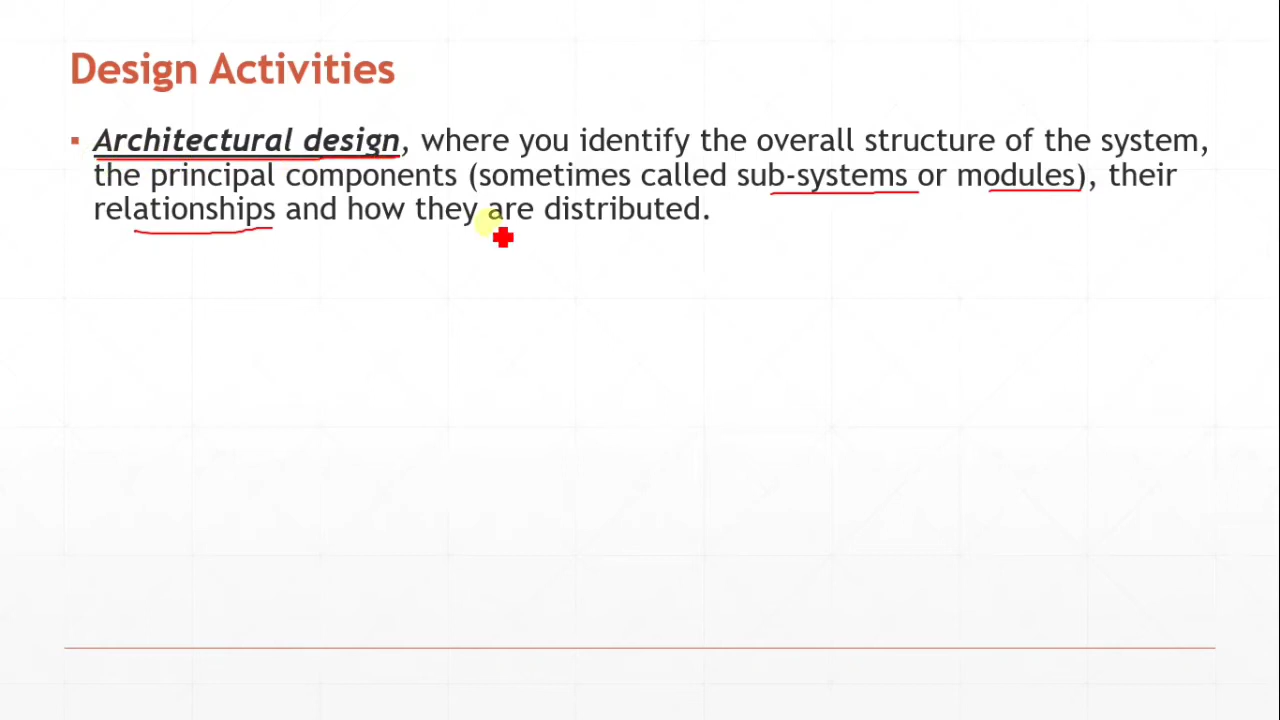 Design Activities
▪ Architectural design, where you identify the overall structure of the system,
the principal components (sometimes called sub-systems or modules), their
relationships and how they are distributed.